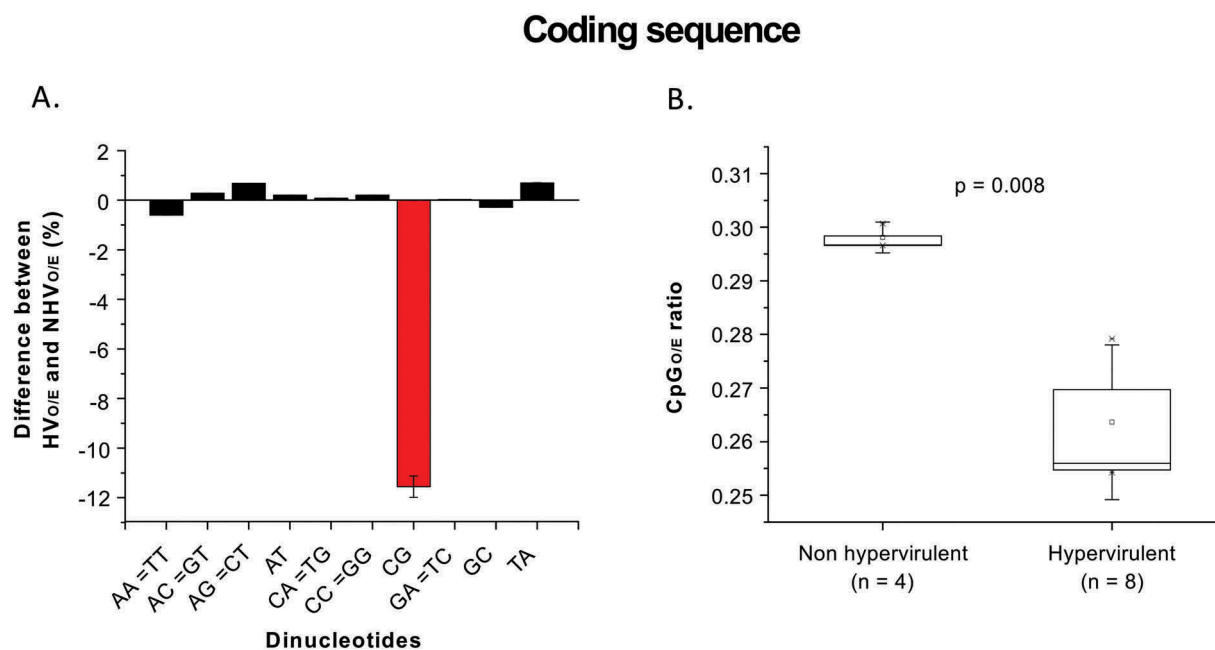 Coding sequence
A.
Difference between
HVO/E and NHVO/E (%)
2
0
-2
-4
-6
-8
-10
-12
AA =TT
AC =GT
AG =CT
AT
CA =TG
CC =GG
CG
GA =TC
GC
TA
Dinucleotides
B.
CpGO/E ratio
0.31
0.30
0.29
0.28
0.27
0.26
0.25
p = 0.008
Non hypervirulent
(n = 4)
Hypervirulent
(n = 8)